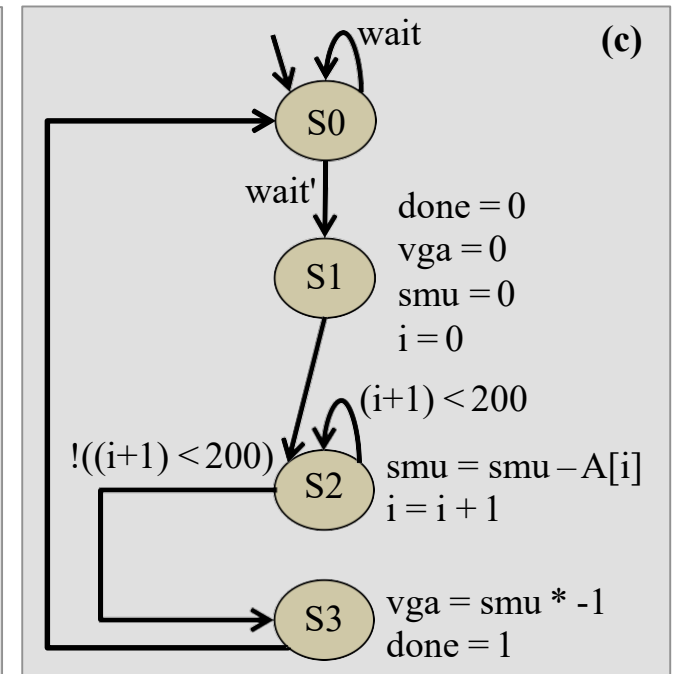 (c)
wait
S0
wait'
done = 0
vga = 0
smu = 0
i = 0
S1
(i+1) < 200
!((i+1) < 200)
S2
smu = smu – A[i]
i = i + 1
S3
vga = smu * -1
done = 1